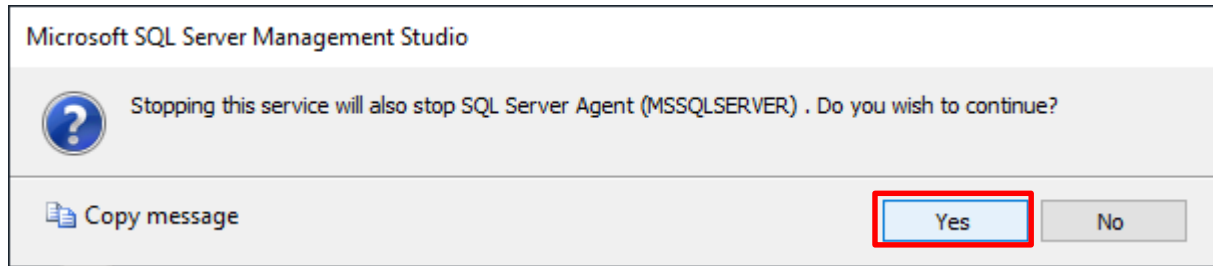 Microsoft SQL Server Management Studio
Stopping this service will also stop SQL Server Agent (MSSQLSERVER) . Do you wish to continue?
Copy message
Yes
No